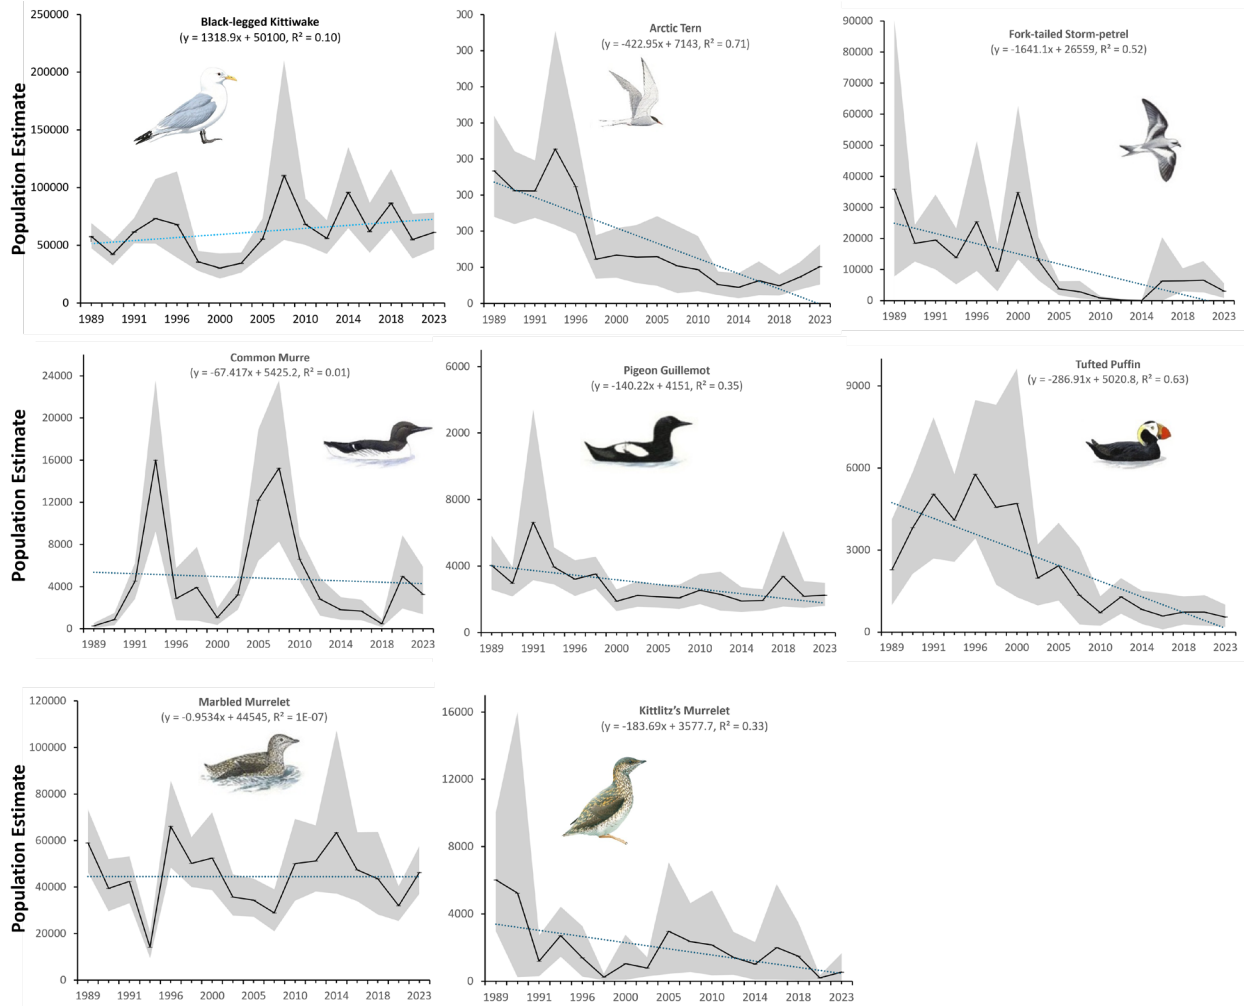 Black-legged Kittiwake
(y = 1318.9x + 50100, R² = 0.10)
Population Estimate
250000
200000
150000
100000
50000
0
1989 1991 1996 2000 2005 2014 2018 2023
Arctic Tern
(y = -422.95x + 7143, R² = 0.71)
000
000
000
000
000
000
000
000
0
1989 1991 1996 2000 2005 2014 2018 2023
Fork-tailed Storm-petrel
(y = -1641.1x + 26559, R² = 0.52)
90000
80000
70000
60000
50000
40000
30000
20000
10000
0
1989 1991 1996 2000 2005 2014 2018 2023
Common Murre
(y = -67.417x + 5425.2, R² = 0.01)
Population Estimate
24000
20000
16000
12000
8000
4000
0
1989 1991 1996 2000 2005 2014 2018 2023
Pigeon Guillemot
(y = -140.22x + 4151, R² = 0.35)
6000
2000
8000
4000
0
1989 1991 1996 2000 2005 2014 2018 2023
Tufted Puffin
(y = -286.91x + 5020.8, R² = 0.63)
9000
6000
3000
0
1989 1991 1996 2000 2005 2014 2018 2023
Marbled Murrelet
(y = -0.9534x + 44545, R² = 1E-07)
Population Estimate
120000
100000
80000
60000
40000
20000
0
1989 1991 1996 2000 2005 2014 2018 2023
Kittlitz's Murrelet
(y = -183.69x + 3577.7, R² = 0.33)
16000
12000
8000
4000
0
1989 1991 1996 2000 2005 2014 2018 2023